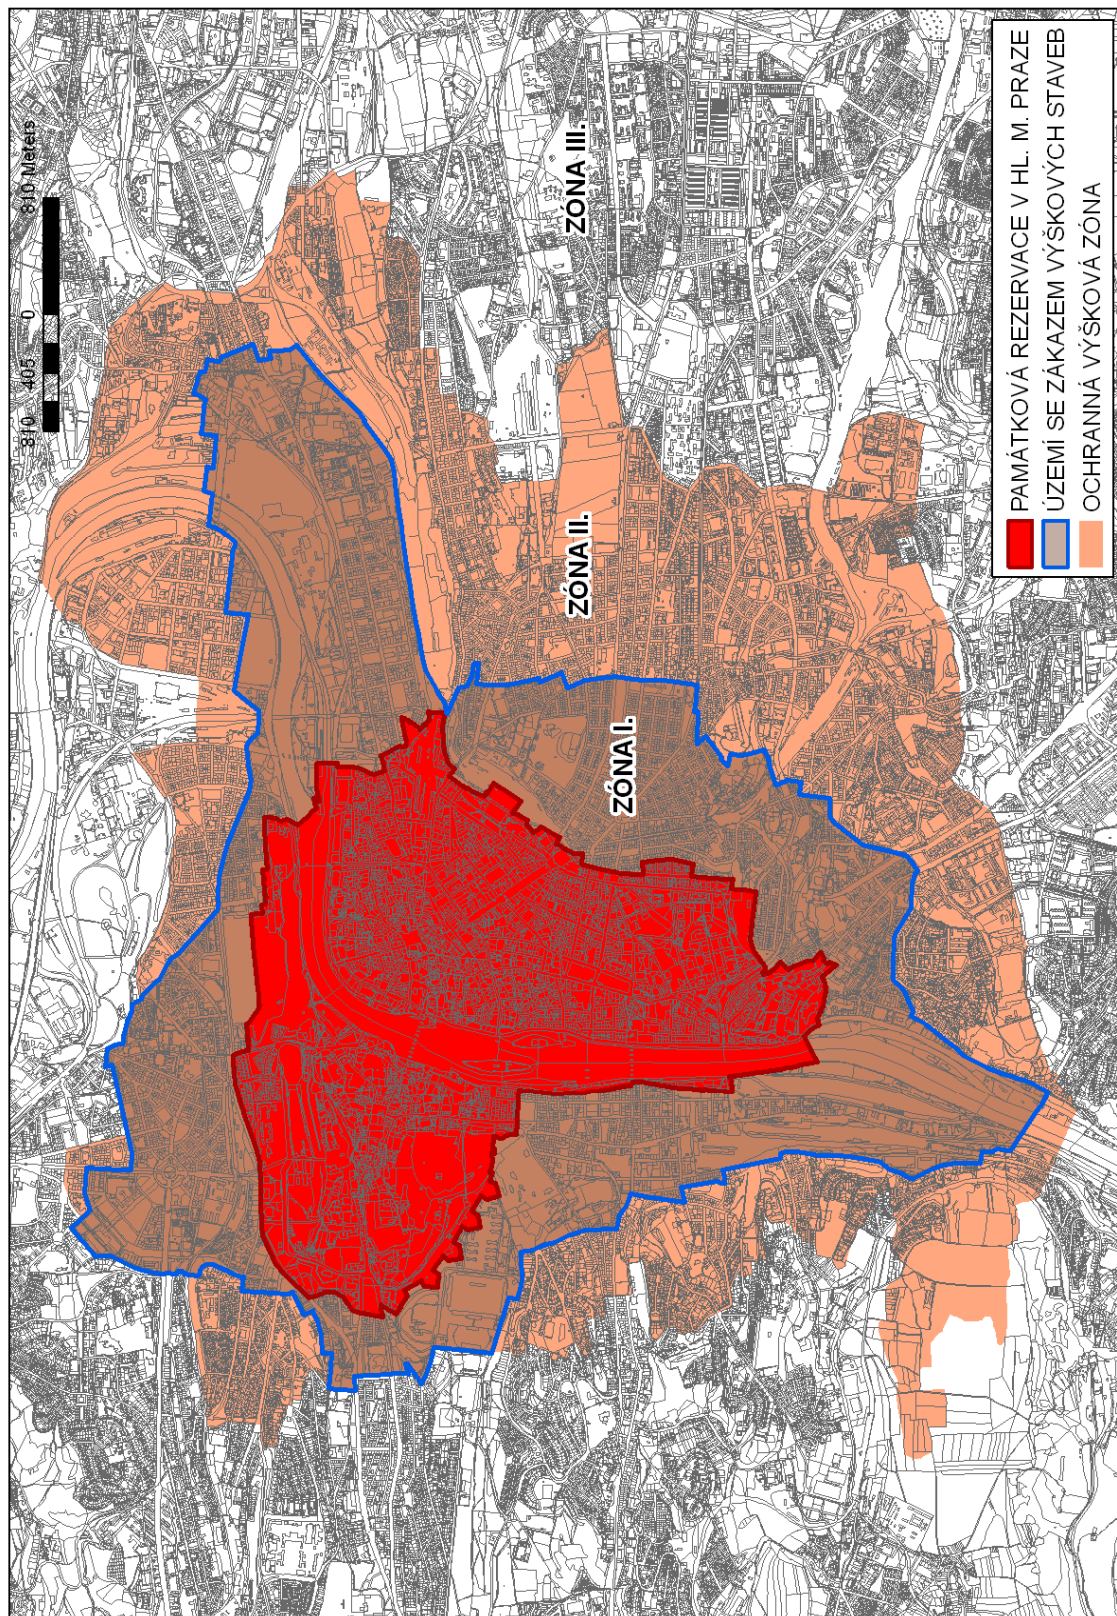 810 405 0 810 Meters
ZÓNA III.
ZÓNA II.
ZÓNA I.
PAMÁTKOVÁ REZERVACE V HL. M. PRAZE
ÚZEMÍ SE ZÁKAZEM VÝŠKOVÝCH STAVEB
OCHRANNÁ VÝŠKOVÁ ZÓNA